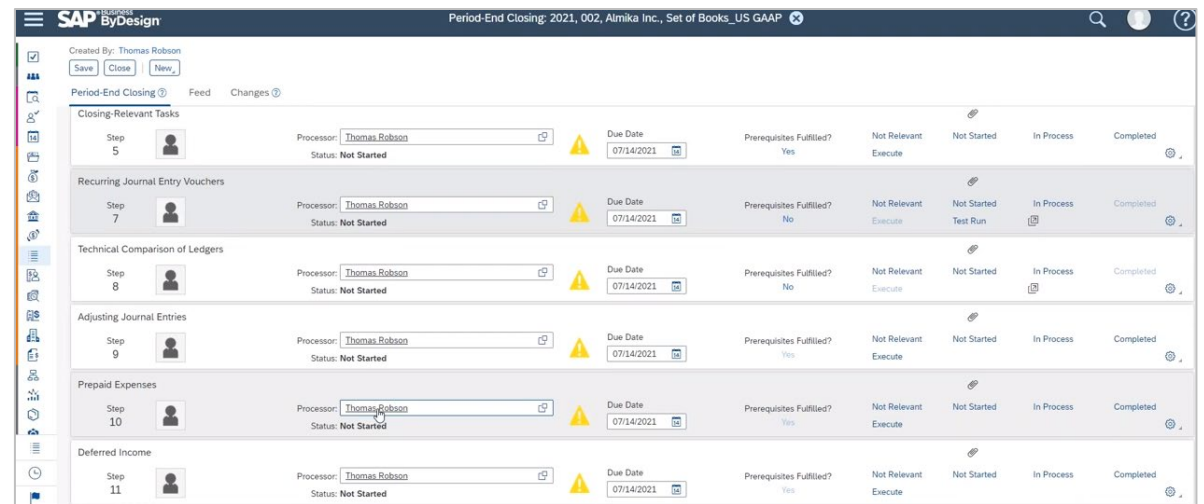 SAP Business ByDesign
Period-End Closing: 2021, 002, Almika Inc., Set of Books_US GAAP
Created By: Thomas Robson
Save Close New
Period-End Closing Feed Changes
Closing-Relevant Tasks
Step 5
Processor: Thomas Robson
Status: Not Started
Due Date
07/14/2021 14
Prerequisites Fulfilled?
Yes
Not Relevant Not Started In Process Completed
Execute
Recurring Journal Entry Vouchers
Step 7
Processor: Thomas Robson
Status: Not Started
Due Date
07/14/2021 14
Prerequisites Fulfilled?
No
Not Relevant Not Started In Process Completed
Execute Test Run
Technical Comparison of Ledgers
Step 8
Processor: Thomas Robson
Status: Not Started
Due Date
07/14/2021 14
Prerequisites Fulfilled?
No
Not Relevant Not Started In Process Completed
Execute
Adjusting Journal Entries
Step 9
Processor: Thomas Robson
Status: Not Started
Due Date
07/14/2021 14
Prerequisites Fulfilled?
Yes
Not Relevant Not Started In Process Completed
Execute
Prepaid Expenses
Step 10
Processor: Thomas Robson
Status: Not Started
Due Date
07/14/2021 14
Prerequisites Fulfilled?
Yes
Not Relevant Not Started In Process Completed
Execute
Deferred Income
Step 11
Processor: Thomas Robson
Status: Not Started
Due Date
07/14/2021 14
Prerequisites Fulfilled?
Yes
Not Relevant Not Started In Process Completed
Execute